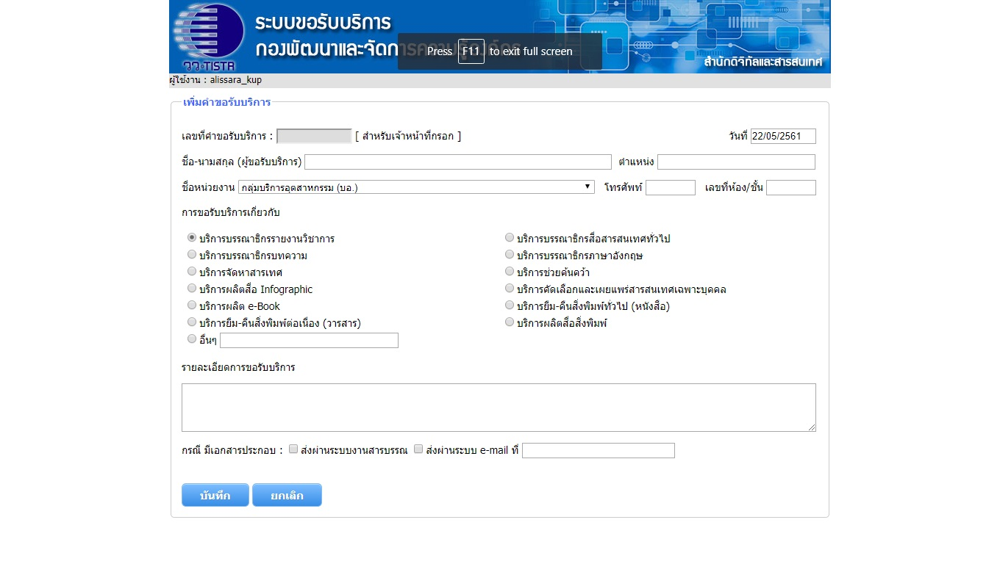 ระบบขอรับบริการ
กองพัฒนาและจัดการความรู้องค์กร
Press F11 to exit full screen
วว.TISTR
สำนักดิจิทัลและสารสนเทศ
ผู้ใช้งาน : alissara_kup
เพิ่มคำขอรับบริการ
เลขที่คำขอรับบริการ : [ สำหรับเจ้าหน้าที่กรอก ] วันที่ 22/05/2561
ชื่อ-นามสกุล (ผู้ขอรับบริการ) ตำแหน่ง
ชื่อหน่วยงาน กลุ่มบริการอุตสาหกรรม (บอ.) โทรศัพท์ เลขที่ห้อง/ชั้น
การขอรับบริการเกี่ยวกับ
บริการบรรณาธิกรรายงานวิชาการ บริการบรรณาธิกรสื่อสารสนเทศทั่วไป
บริการบรรณาธิกรบทความ บริการบรรณาธิกรภาษาอังกฤษ
บริการจัดหาสารเทศ บริการช่วยค้นคว้า
บริการผลิตสื่อ Infographic บริการคัดเลือกและเผยแพร่สารสนเทศเฉพาะบุคคล
บริการผลิต e-Book บริการยืม-คืนสิ่งพิมพ์ทั่วไป (หนังสือ)
บริการยืม-คืนสิ่งพิมพ์ต่อเนื่อง (วารสาร) บริการผลิตสื่อสิ่งพิมพ์
อื่นๆ
รายละเอียดการขอรับบริการ
กรณี มีเอกสารประกอบ : ส่งผ่านระบบงานสารบรรณ ส่งผ่านระบบ e-mail ที่
บันทึก ยกเลิก